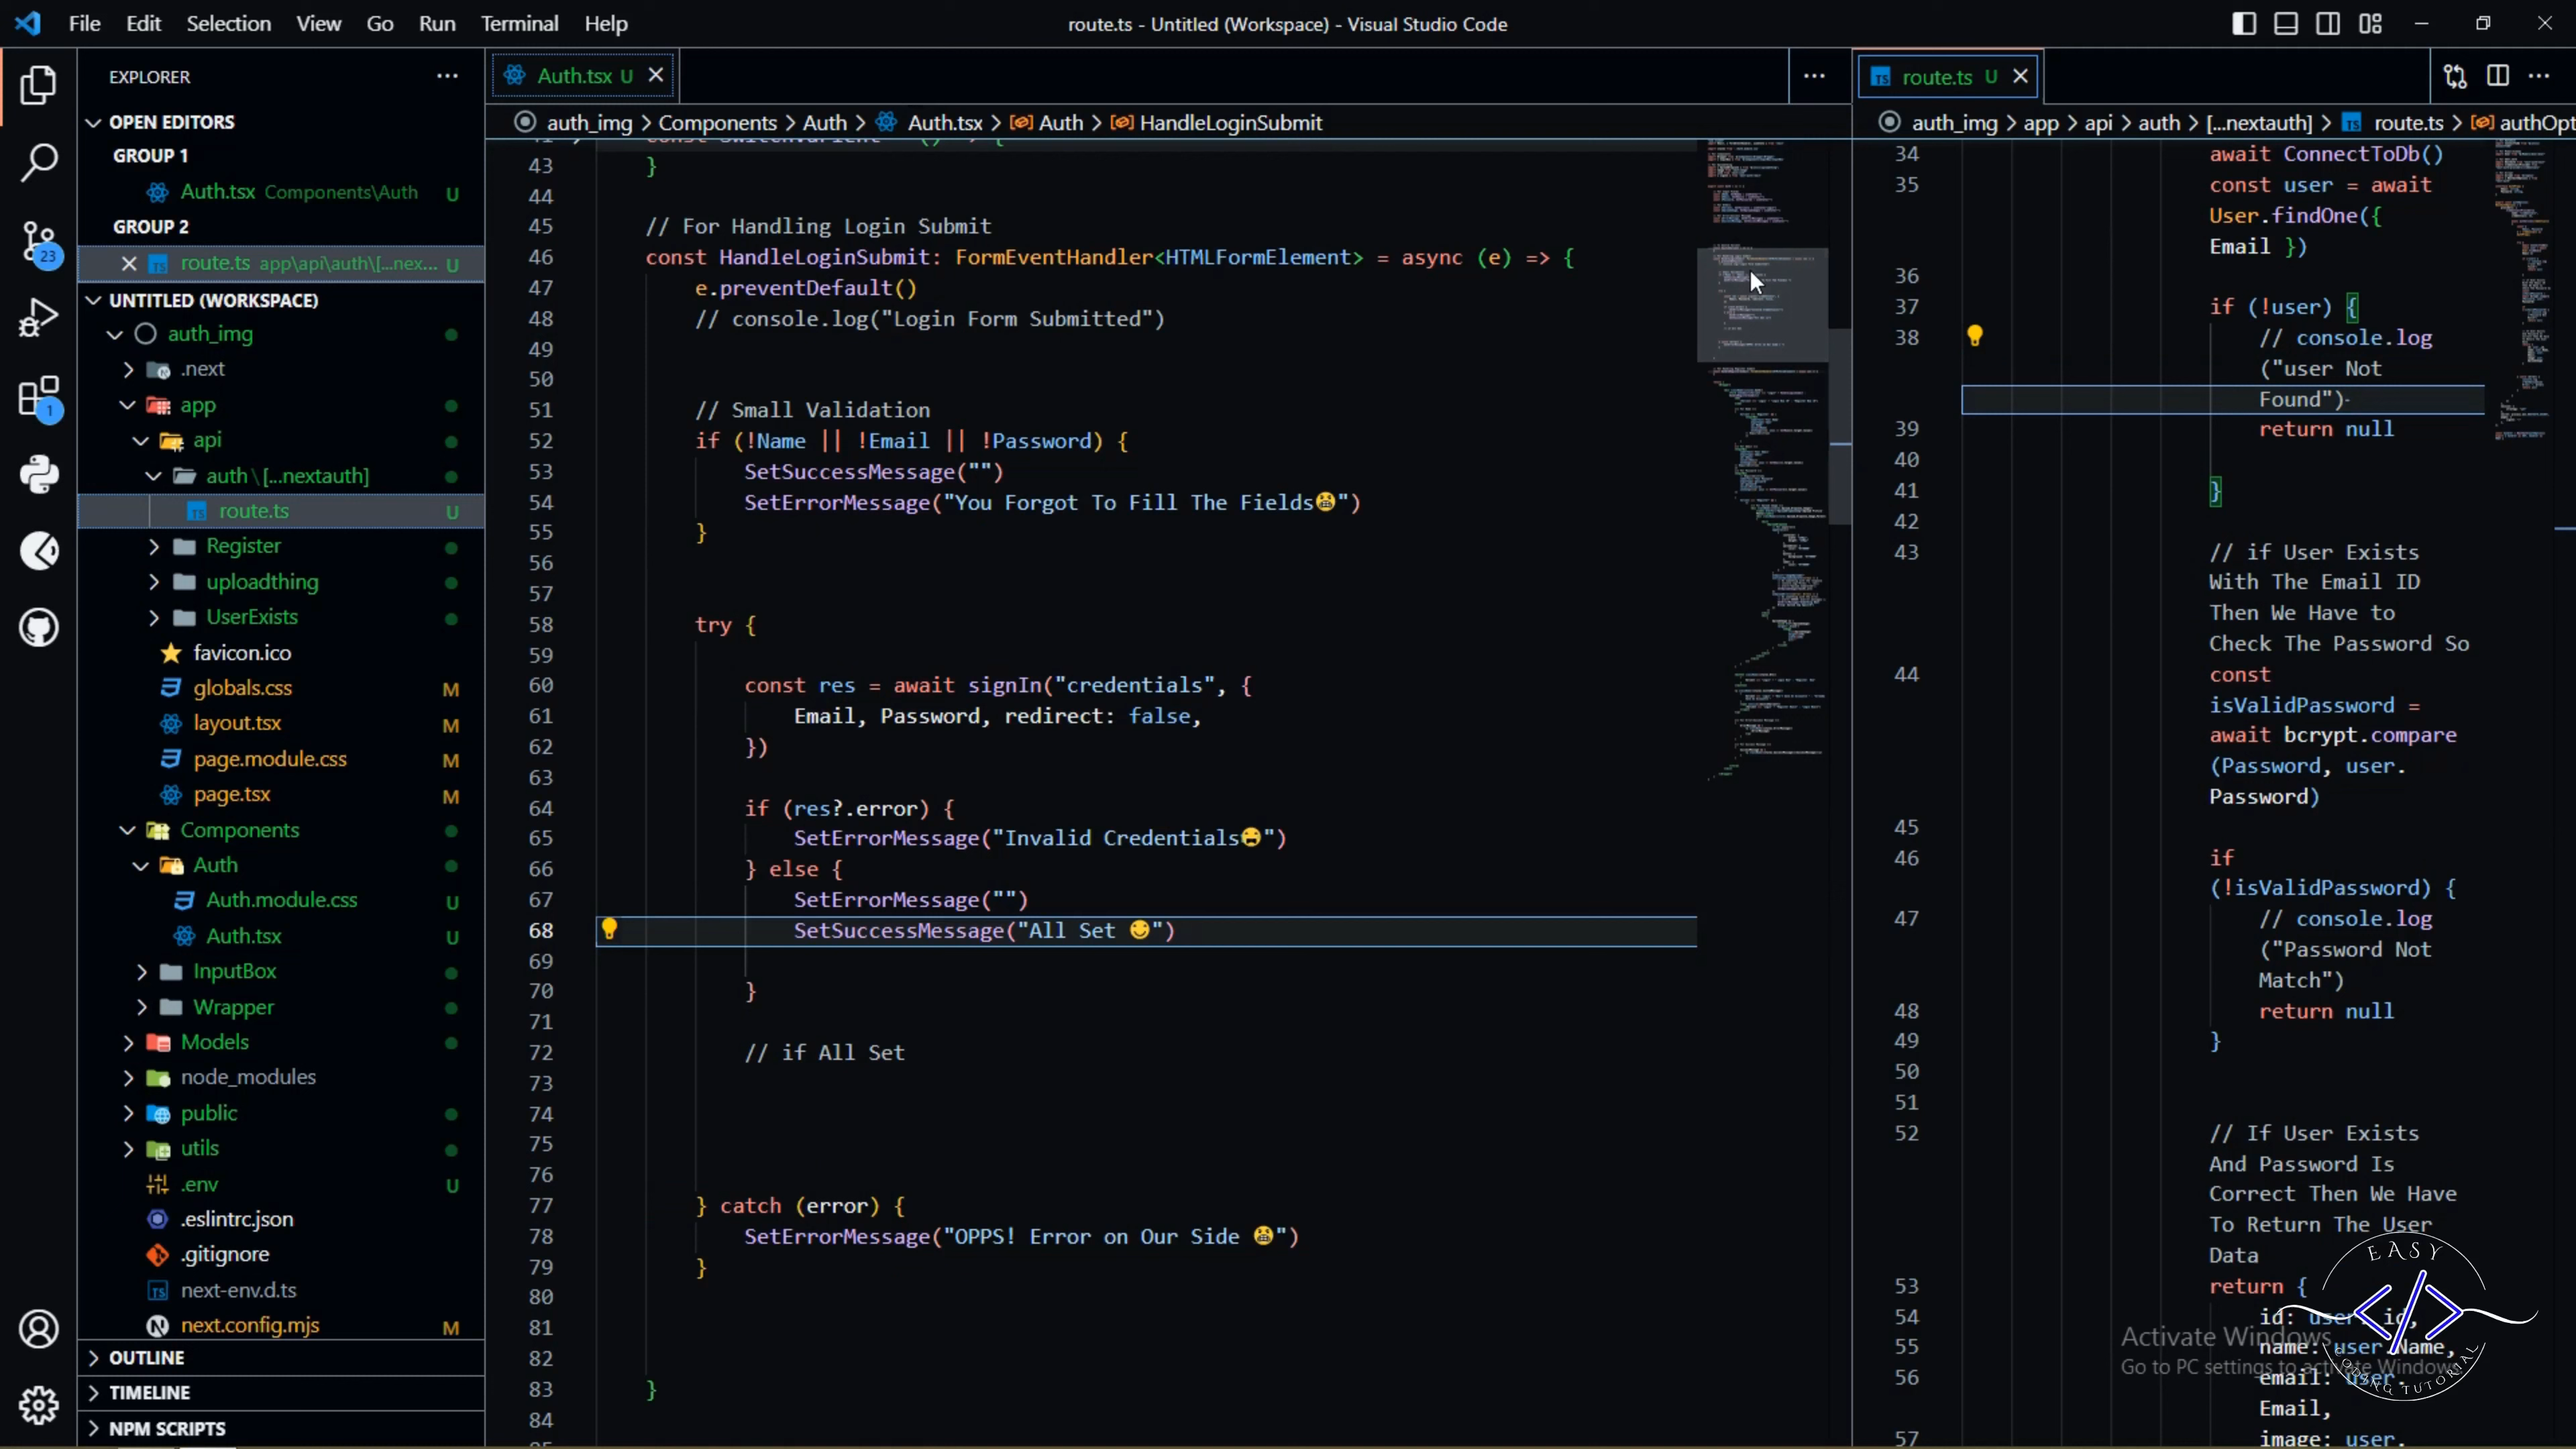 File Edit Selection View Go Run Terminal Help
route.ts - Untitled (Workspace) - Visual Studio Code
EXPLORER
OPEN EDITORS
GROUP 1
Auth.tsx Components\Auth U
GROUP 2
route.ts app\api\auth\[...nex... U
UNTITLED (WORKSPACE)
auth_img
.next
app
api
auth\[...nextauth]
route.ts U
Register
uploadthing
UserExists
favicon.ico
globals.css M
layout.tsx M
page.module.css M
page.tsx M
Components
Auth
Auth.module.css U
Auth.tsx U
InputBox
Wrapper
Models
node_modules
public
utils
.env U
.eslintrc.json
.gitignore
next-env.d.ts
next.config.mjs M
OUTLINE
TIMELINE
NPM SCRIPTS
23
1
Auth.tsx U
auth_img > Components > Auth > Auth.tsx > Auth > HandleLoginSubmit
43 }
44
45 // For Handling Login Submit
46 const HandleLoginSubmit: FormEventHandler<HTMLFormElement> = async (e) => {
47 e.preventDefault()
48 // console.log("Login Form Submitted")
49
50
51 // Small Validation
52 if (!Name || !Email || !Password) {
53 SetSuccessMessage("")
54 SetErrorMessage("You Forgot To Fill The Fields😬")
55 }
56
57
58 try {
59
60 const res = await signIn("credentials", {
61 Email, Password, redirect: false,
62 })
63
64 if (res?.error) {
65 SetErrorMessage("Invalid Credentials")
66 } else {
67 SetErrorMessage("")
68 SetSuccessMessage("All Set 😊")
69
70 }
71
72 // if All Set
73
74
75
76
77 } catch (error) {
78 SetErrorMessage("OPPS! Error on Our Side 😬")
79 }
80
81
82
83 }
84
route.ts U
auth_img > app > api > auth > [...nextauth] > route.ts > authOpt
34 await ConnectToDb()
35 const user = await
User.findOne({
Email })
36
37 if (!user) {
38 // console.log
("user Not
Found")
39 return null
40
41 }
42
43 // if User Exists
With The Email ID
Then We Have to
Check The Password So
44 const
isValidPassword =
await bcrypt.compare
(Password, user.
Password)
45
46 if
(!isValidPassword) {
47 // console.log
("Password Not
Match")
48 return null
49 }
50
51
52 // If User Exists
And Password Is
Correct Then We Have
To Return The User
Data
53 return {
54 id: user. id,
55 name: user.Name,
56 email: user.
Email,
57 image: user.
Activate Windows
Go to PC settings to activate Windows.
EASY
CODING TUTORIAL